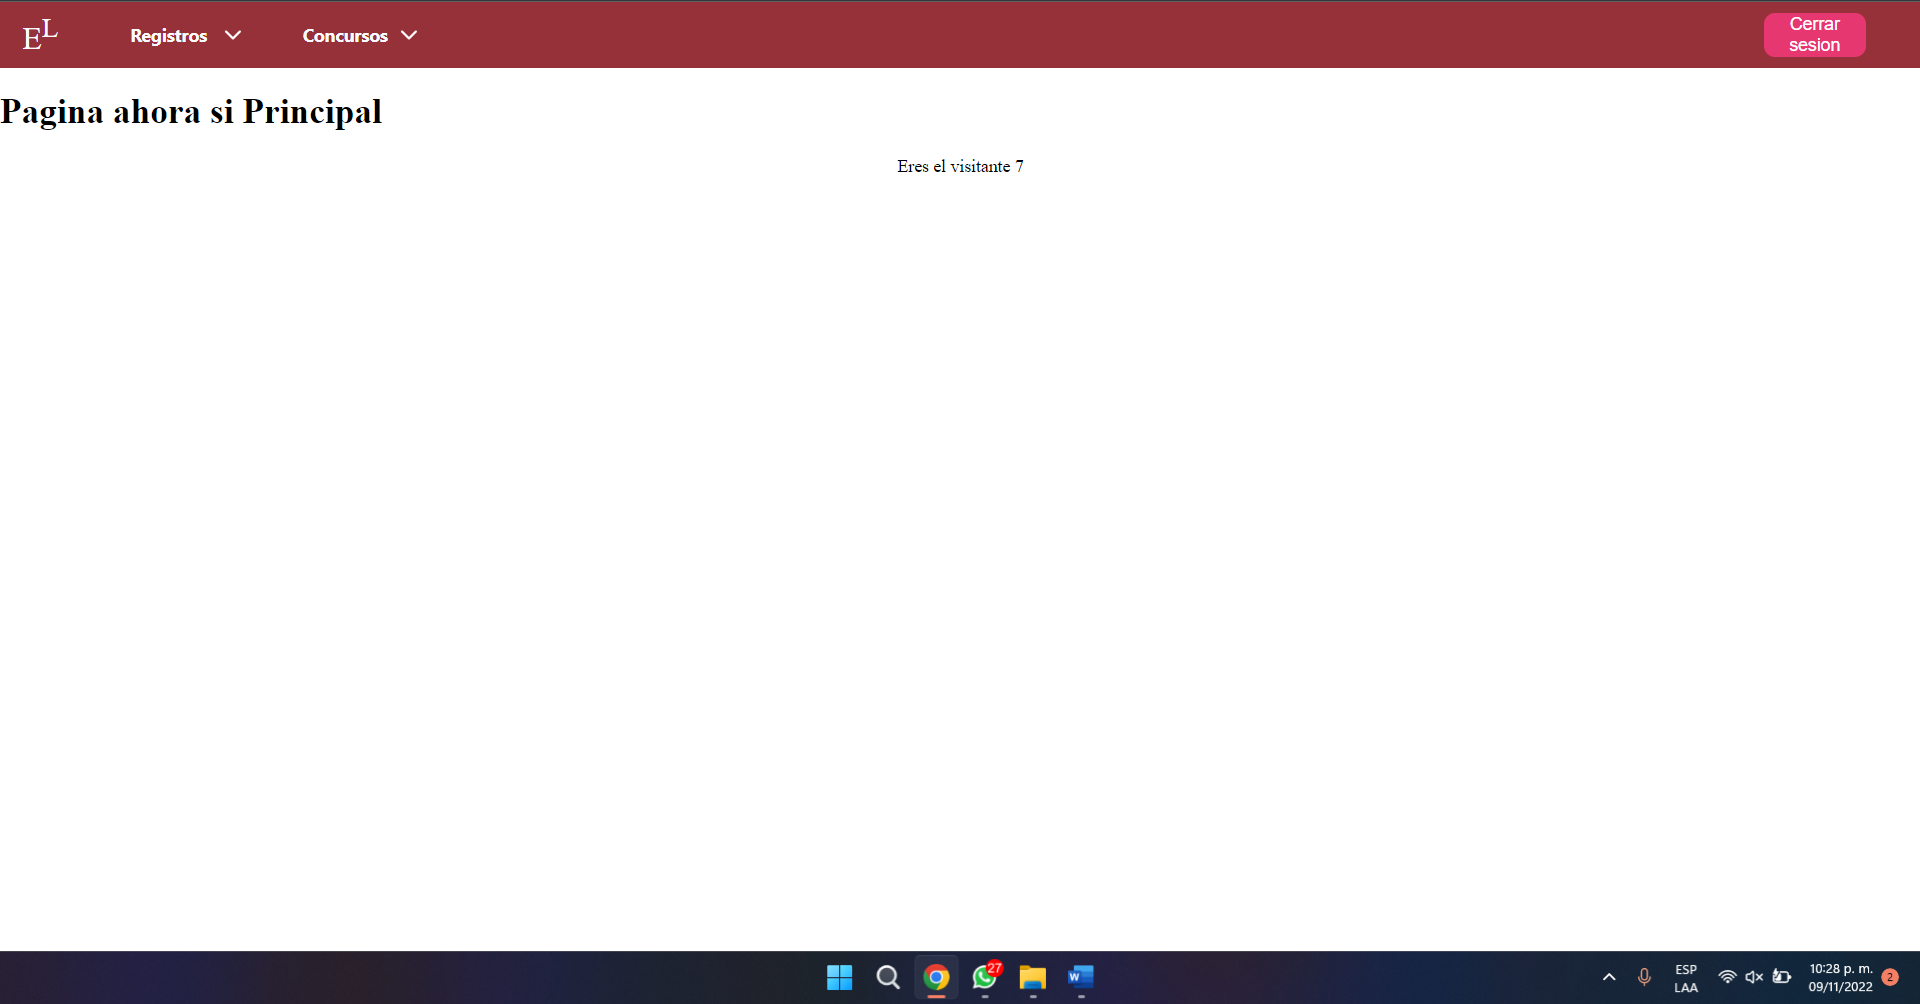 EL
Registros
Concursos
Cerrar
sesion
Pagina ahora si Principal
Eres el visitante 7
27
W
ESP
LAA
10:28 p. m.
09/11/2022
2